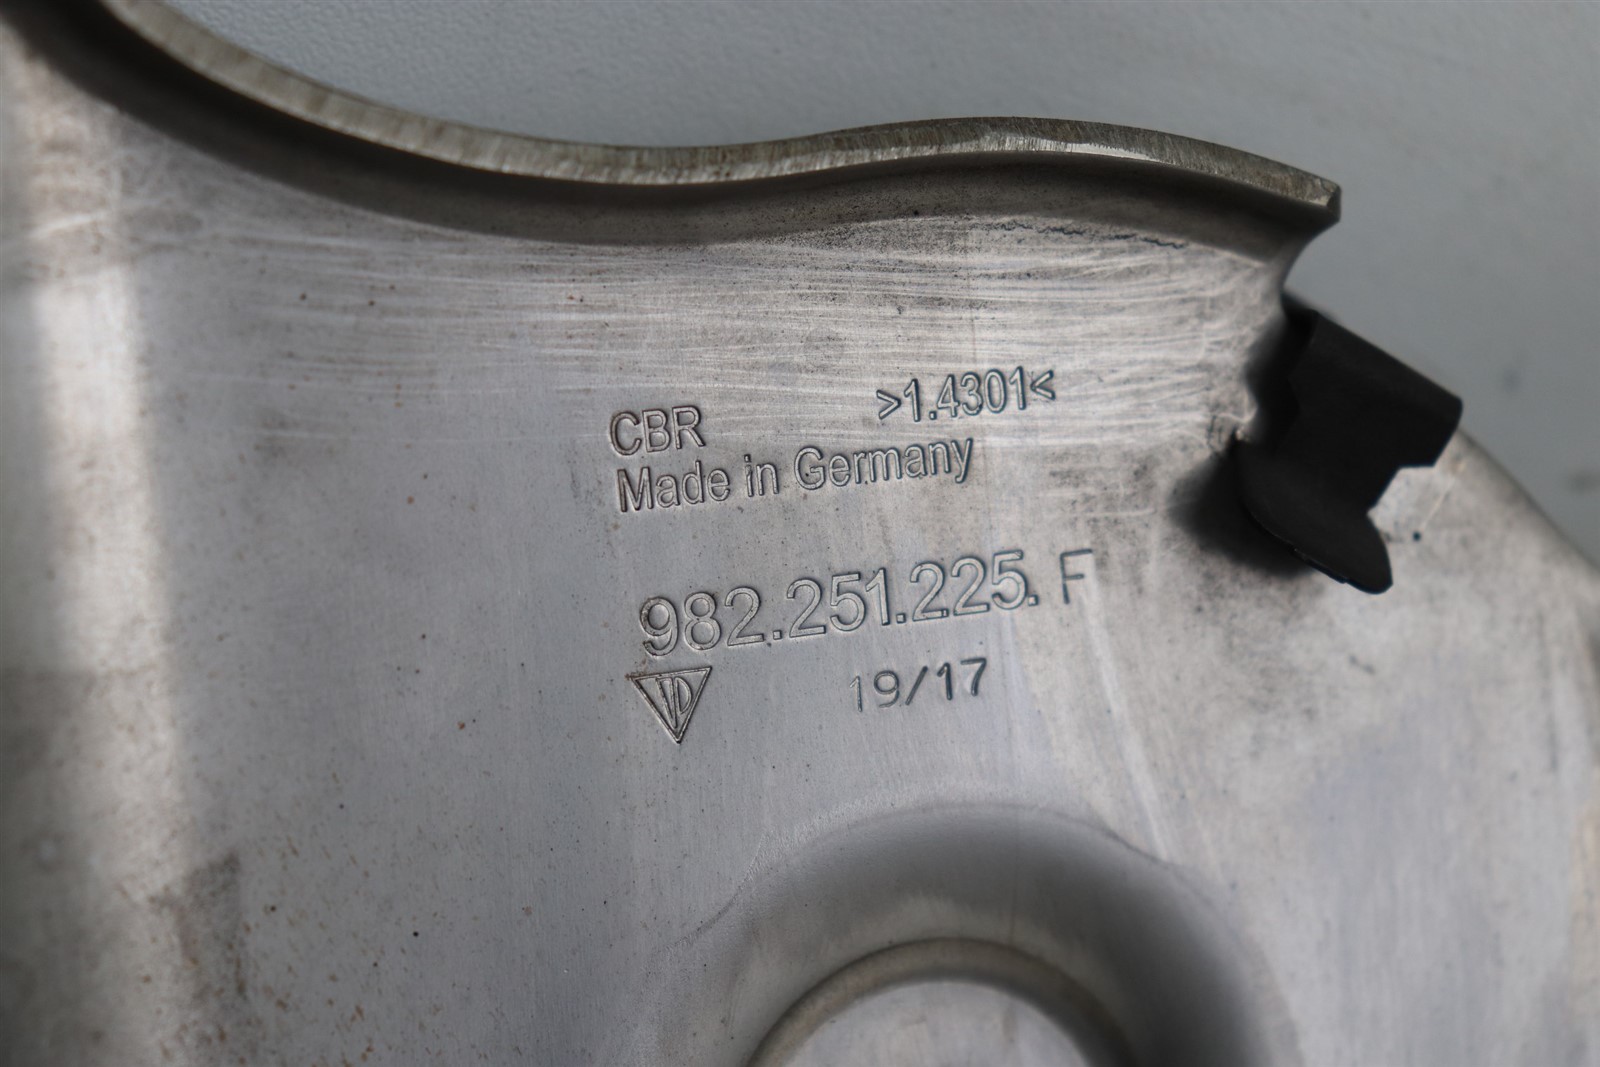 CBR >1.4301<
Made in Germany
982.251.225. F
19/17